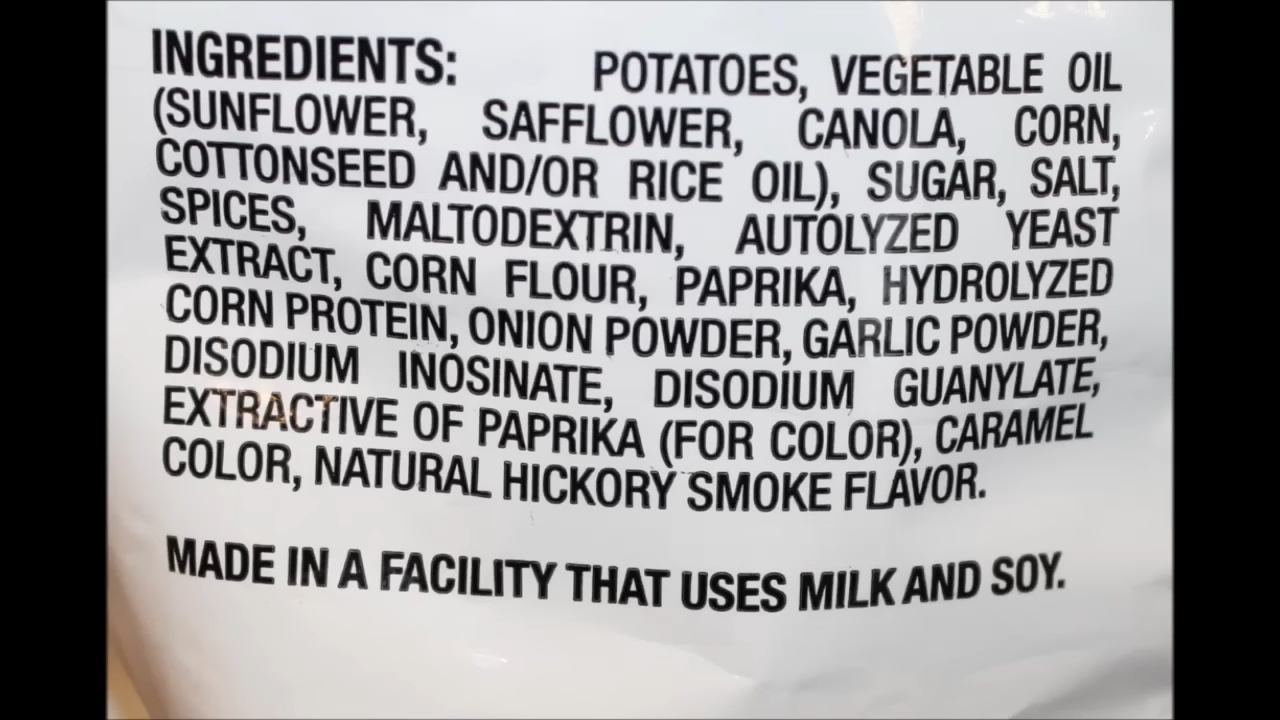 INGREDIENTS: POTATOES, VEGETABLE OIL
(SUNFLOWER, SAFFLOWER, CANOLA, CORN,
COTTONSEED AND/OR RICE OIL), SUGAR, SALT,
SPICES, MALTODEXTRIN, AUTOLYZED YEAST
EXTRACT, CORN FLOUR, PAPRIKA, HYDROLYZED
CORN PROTEIN, ONION POWDER, GARLIC POWDER,
DISODIUM INOSINATE, DISODIUM GUANYLATE,
EXTRACTIVE OF PAPRIKA (FOR COLOR), CARAMEL
COLOR, NATURAL HICKORY SMOKE FLAVOR.
MADE IN A FACILITY THAT USES MILK AND SOY.